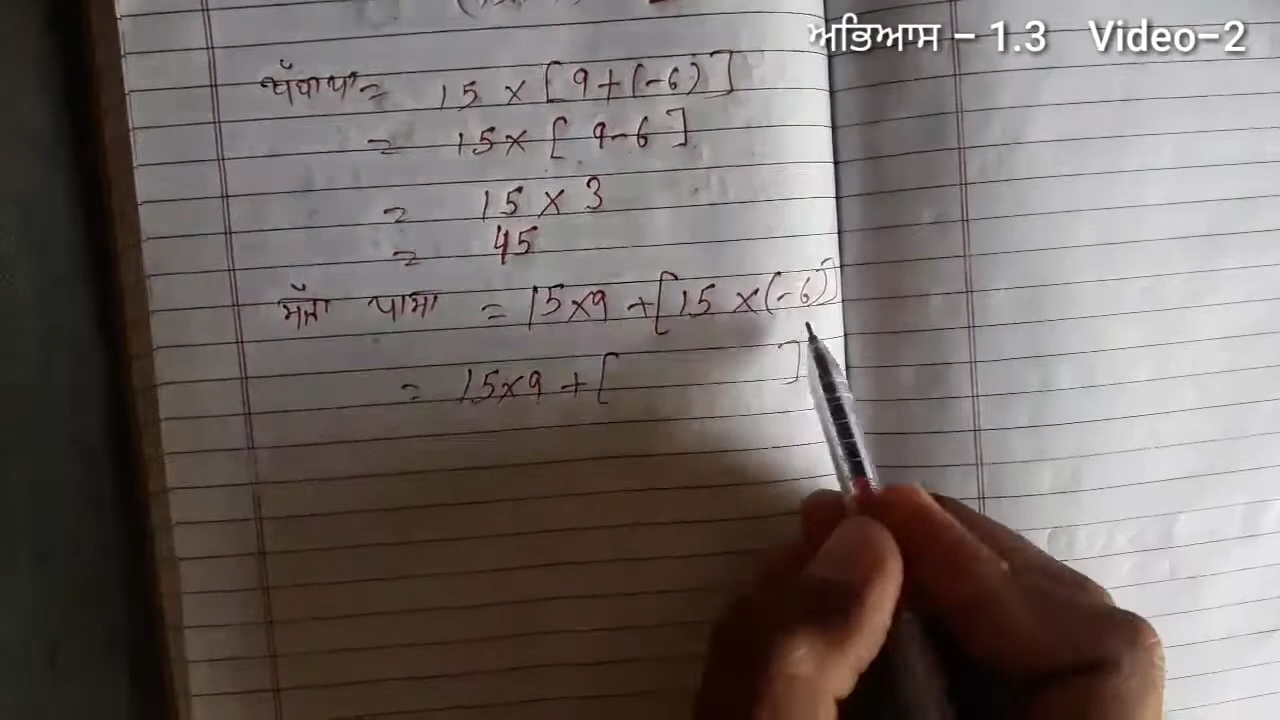 ਅਭਿਆਸ – 1.3 Video–2
= 15 × [ 9 + (-6) ]
= 15 × [ 9-6 ]
= 15 × 3
= 45
ਸੱਜਾ ਪਾਸਾ = 15×9 + [15 × (-6)]
= 15×9 + [ ]